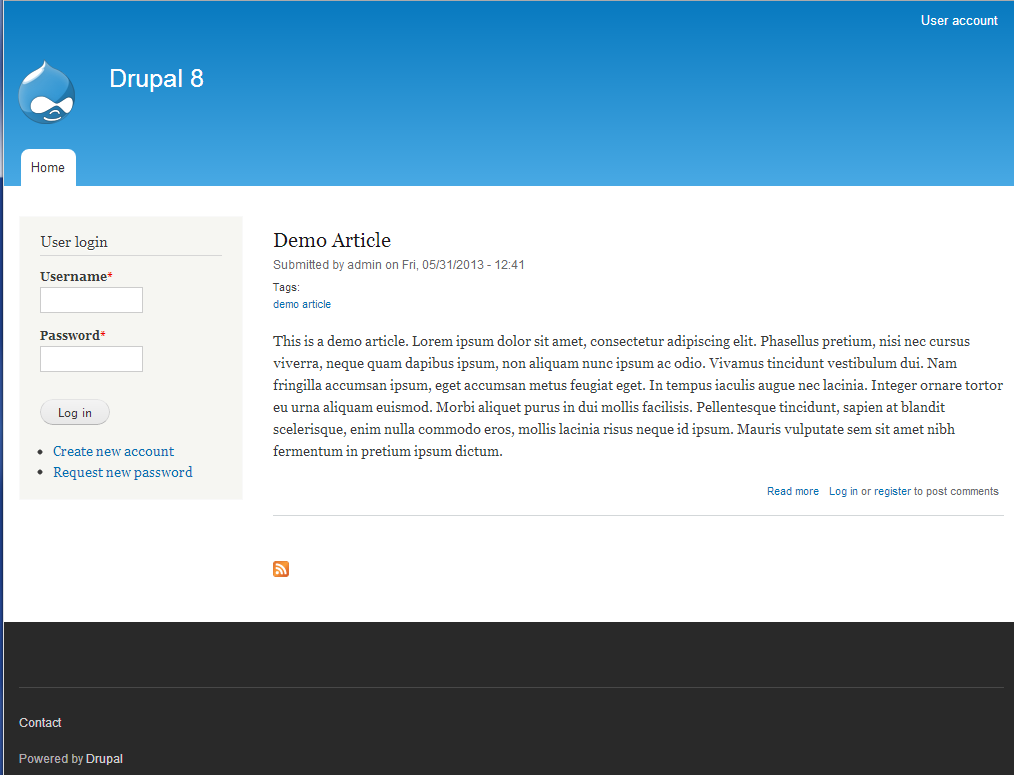 User account
Drupal 8
Home
User login
Username*
Password*
Log in
Create new account
Request new password
Demo Article
Submitted by admin on Fri, 05/31/2013 - 12:41
Tags:
demo article
This is a demo article. Lorem ipsum dolor sit amet, consectetur adipiscing elit. Phasellus pretium, nisi nec cursus
viverra, neque quam dapibus ipsum, non aliquam nunc ipsum ac odio. Vivamus tincidunt vestibulum dui. Nam
fringilla accumsan ipsum, eget accumsan metus feugiat eget. In tempus iaculis augue nec lacinia. Integer ornare tortor
eu urna aliquam euismod. Morbi aliquet purus in dui mollis facilisis. Pellentesque tincidunt, sapien at blandit
scelerisque, enim nulla commodo eros, mollis lacinia risus neque id ipsum. Mauris vulputate sem sit amet nibh
fermentum in pretium ipsum dictum.
Read more Log in or register to post comments
Contact
Powered by Drupal